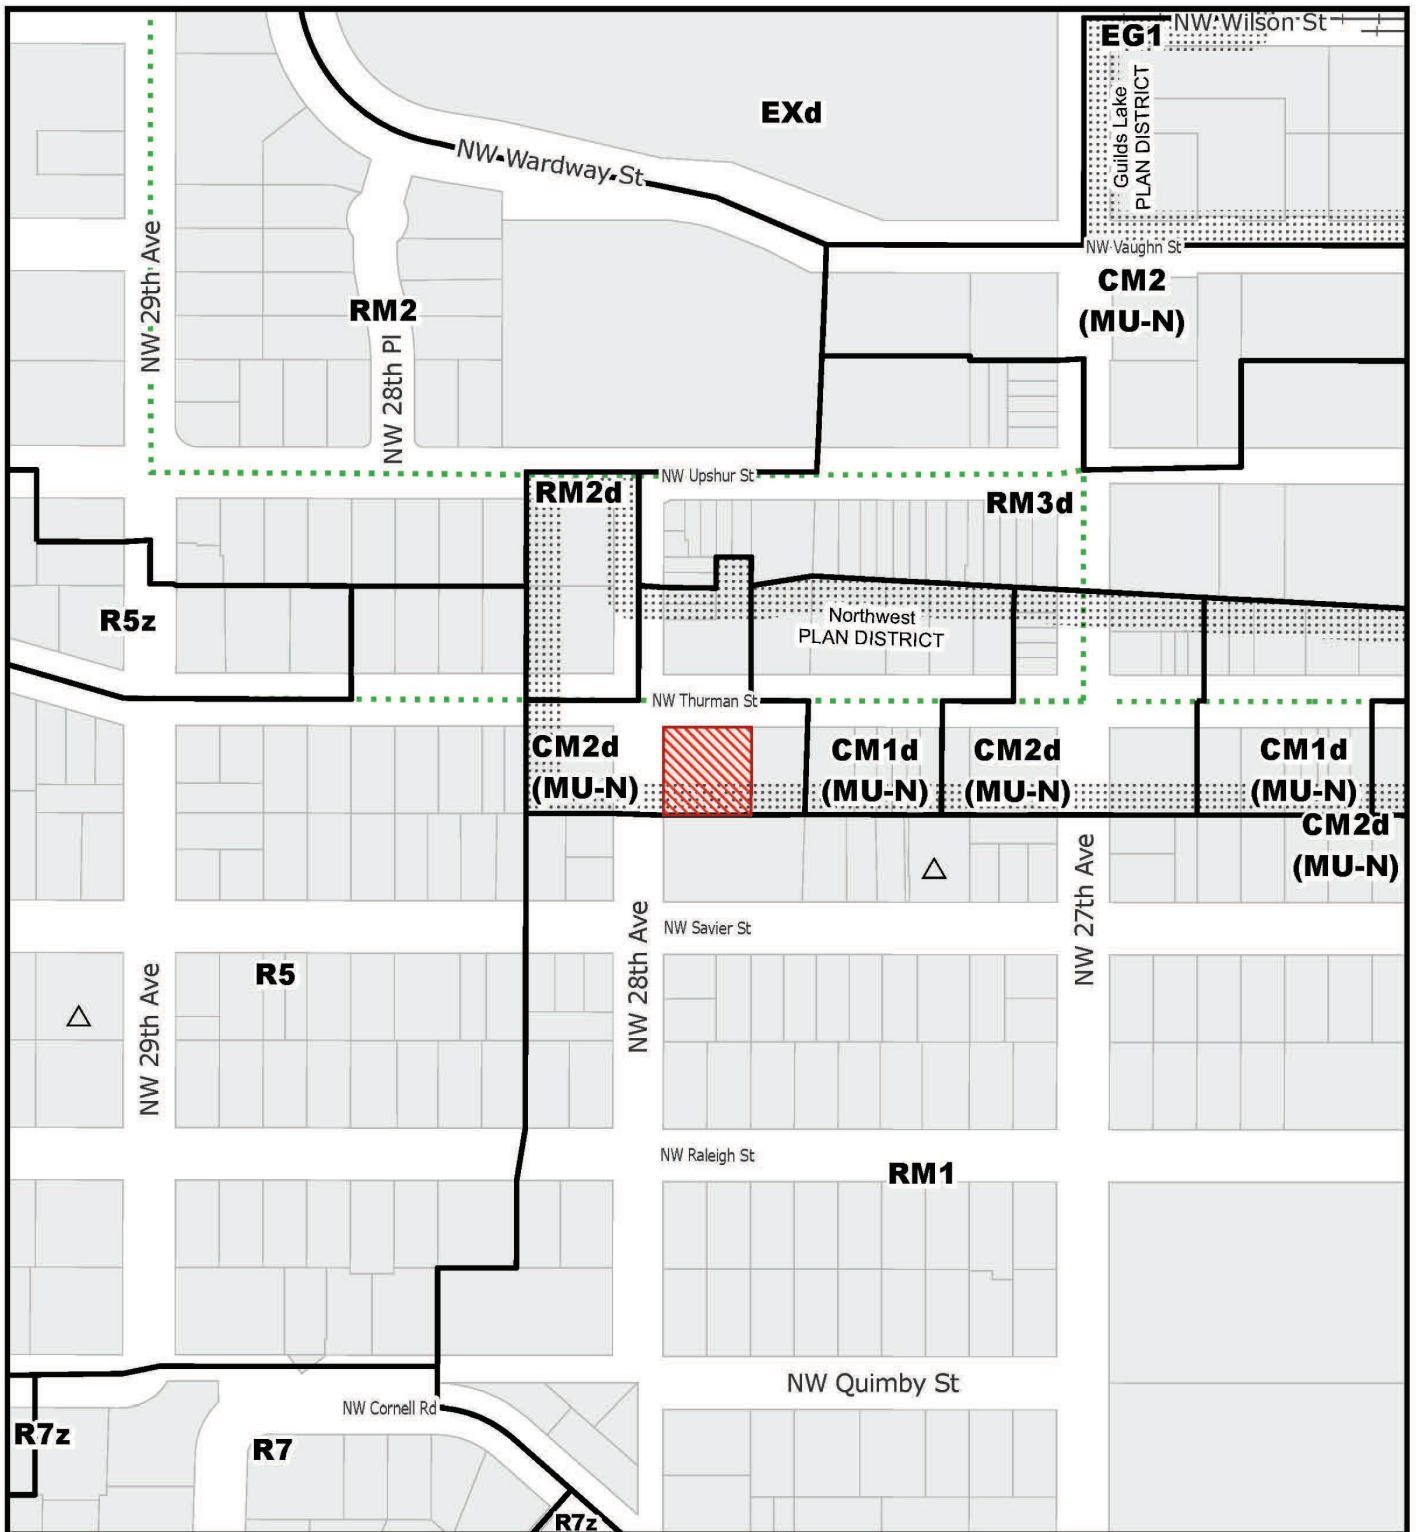 NW Wilson St
EG1
Guilds Lake
PLAN DISTRICT
EXd
NW Wardway St
NW Vaughn St
CM2
(MU-N)
NW 29th Ave
RM2
NW 28th Pl
NW Upshur St
RM2d
RM3d
R5z
Northwest
PLAN DISTRICT
NW Thurman St
CM2d
(MU-N)
CM1d
(MU-N)
CM2d
(MU-N)
CM1d
(MU-N)
CM2d
(MU-N)
NW 27th Ave
NW 28th Ave
NW Savier St
R5
NW 29th Ave
NW Raleigh St
RM1
NW Quimby St
NW Cornell Rd
R7z
R7
R7z